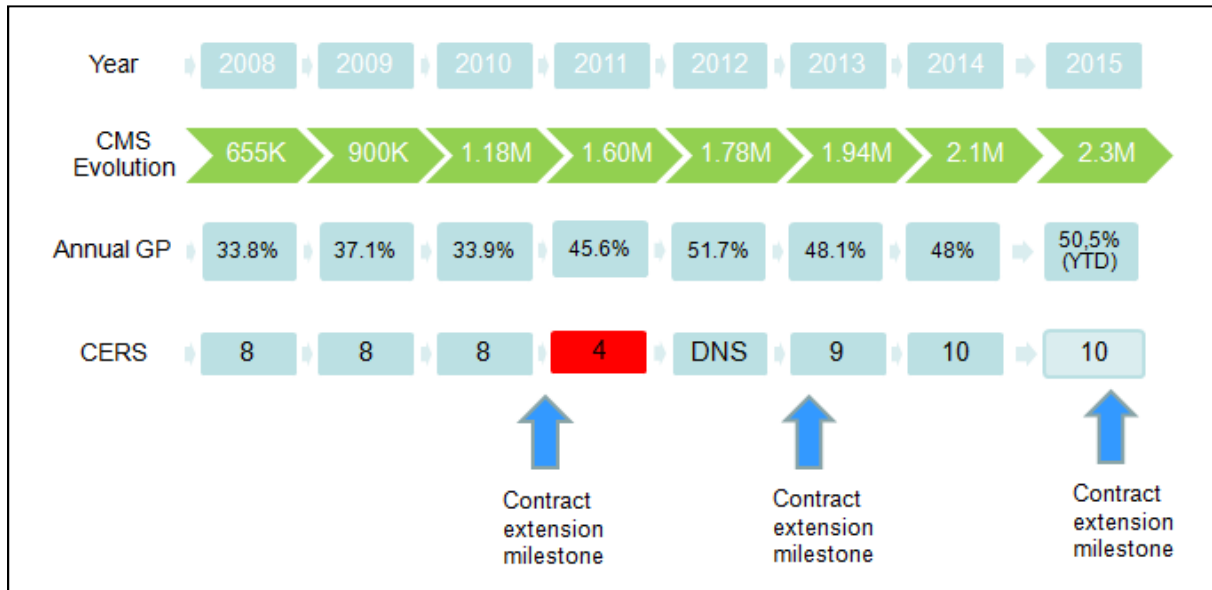 Year 2008 2009 2010 2011 2012 2013 2014 2015
CMS
Evolution
655K 900K 1.18M 1.60M 1.78M 1.94M 2.1M 2.3M
Annual GP 33.8% 37.1% 33.9% 45.6% 51.7% 48.1% 48% 50,5%
(YTD)
CERS 8 8 8 4 DNS 9 10 10
Contract
extension
milestone
Contract
extension
milestone
Contract
extension
milestone